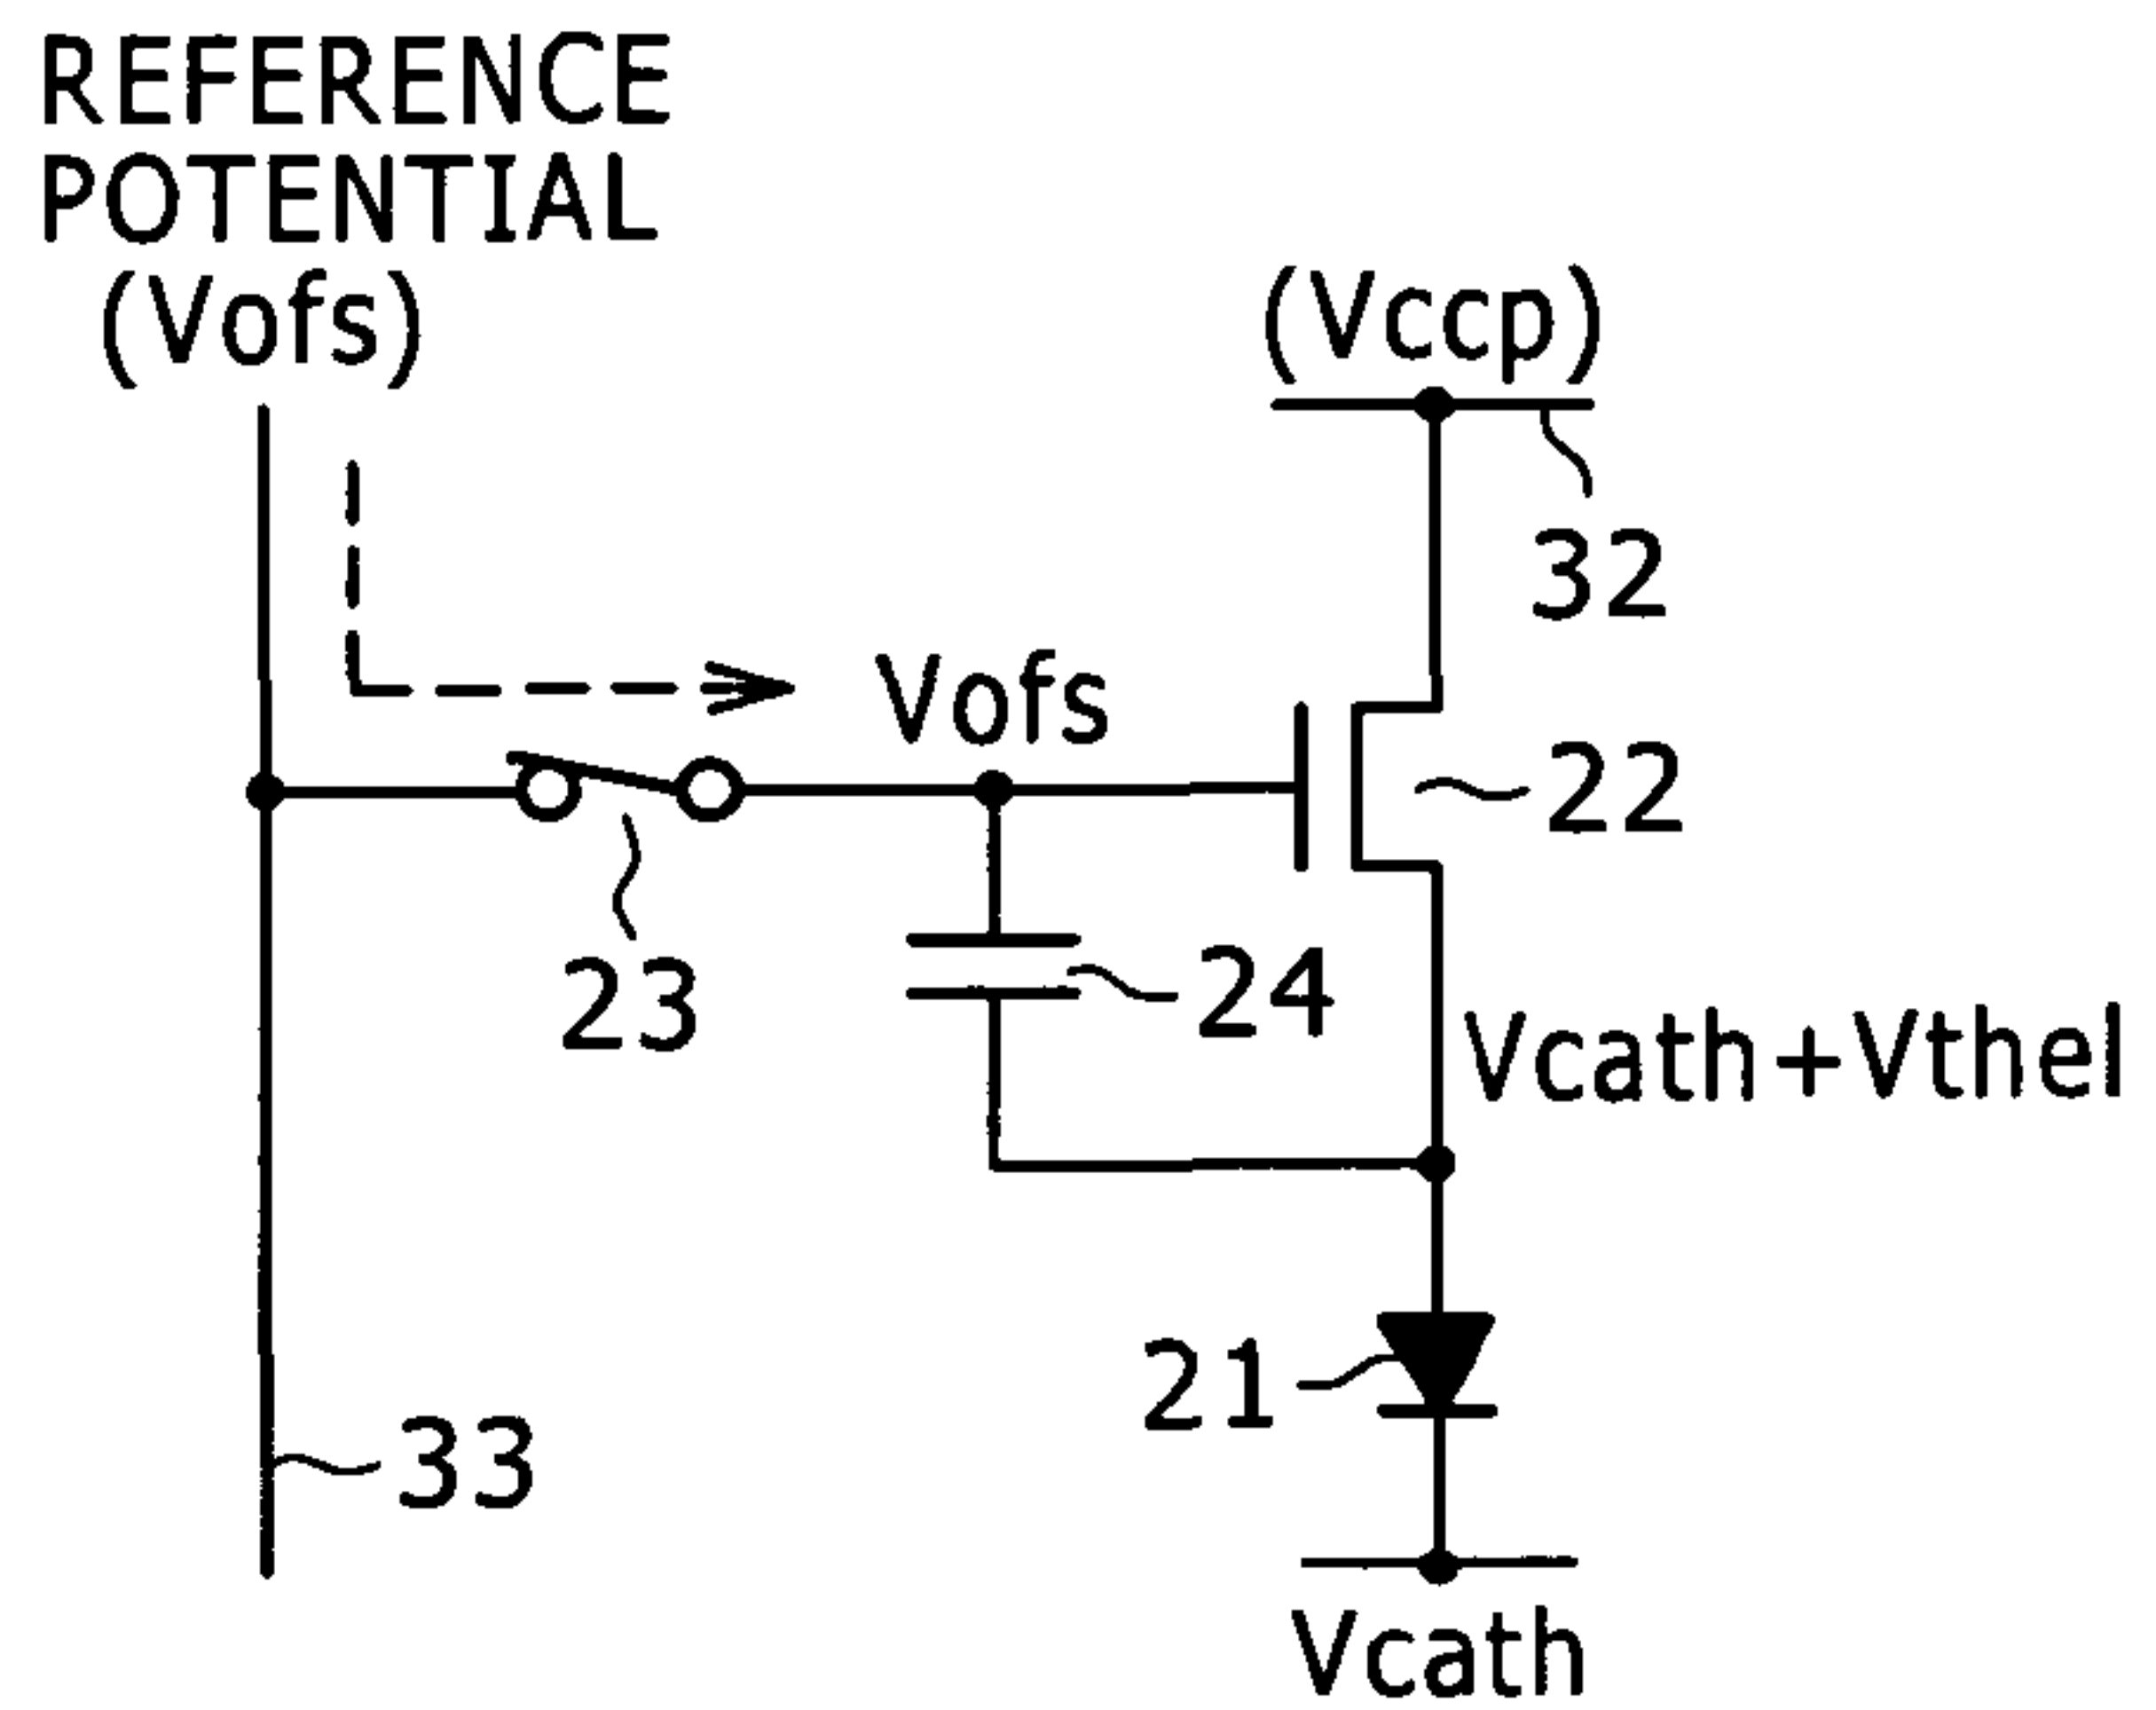 REFERENCE
POTENTIAL
(Vofs)
(Vccp)
32
Vofs
22
23
24
Vcath+Vthel
21
33
Vcath